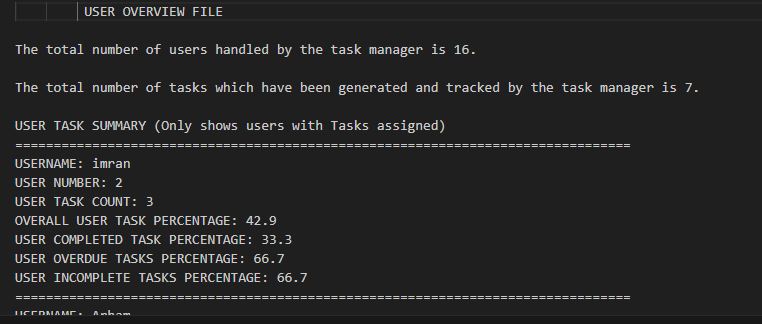 USER OVERVIEW FILE
The total number of users handled by the task manager is 16.
The total number of tasks which have been generated and tracked by the task manager is 7.
USER TASK SUMMARY (Only shows users with Tasks assigned)
===============================================================================
USERNAME: imran
USER NUMBER: 2
USER TASK COUNT: 3
OVERALL USER TASK PERCENTAGE: 42.9
USER COMPLETED TASK PERCENTAGE: 33.3
USER OVERDUE TASKS PERCENTAGE: 66.7
USER INCOMPLETE TASKS PERCENTAGE: 66.7
===============================================================================
USERNAME: